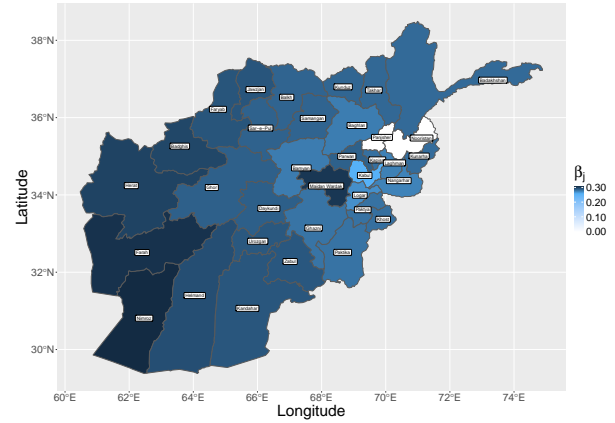 38°N
36°N
34°N
32°N
30°N
Latitude
Badakhshan
Jawzjan
Balkh
Kunduz
Takhar
Faryab
Samangan
Baghlan
Sar-e-Pul
Panjsher
Nooristan
Badghis
Parwan
Kapisa
Kunarha
Laghman
Bamyan
Kabul
Nangarhar
Herat
Ghor
Maidan Wardak
Logar
Daykundi
Paktya
Khost
Ghazni
Uruzgan
Farah
Zabul
Paktika
Helmand
Kandahar
Nimroz
60°E
62°E
64°E
66°E
68°E
70°E
72°E
74°E
Longitude
βj
0.30
0.20
0.10
0.00